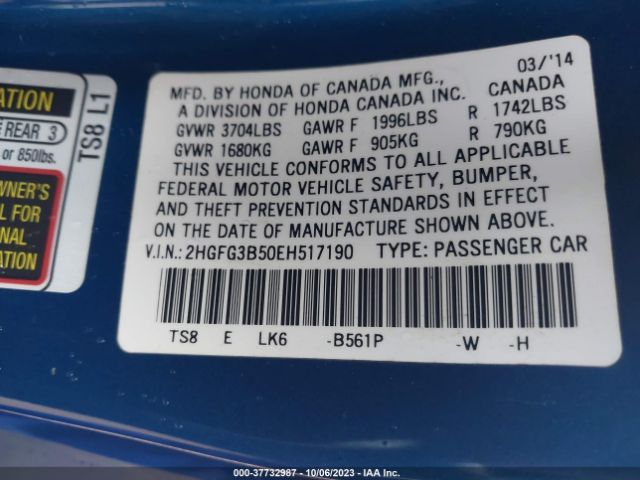 ATION
REAR 3
or 850lbs.
WNER'S
L FOR
NAL
ATION
TS8 L1
03/'14
MFD. BY HONDA OF CANADA MFG., CANADA
A DIVISION OF HONDA CANADA INC.
GVWR 3704LBS GAWR F 1996LBS R 1742LBS
GVWR 1680KG GAWR F 905KG R 790KG
THIS VEHICLE CONFORMS TO ALL APPLICABLE
FEDERAL MOTOR VEHICLE SAFETY, BUMPER,
AND THEFT PREVENTION STANDARDS IN EFFECT
ON THE DATE OF MANUFACTURE SHOWN ABOVE.
V.I.N.: 2HGFG3B50EH517190 TYPE: PASSENGER CAR
TS8 E LK6 -B561P -W -H
000-37732987 - 10/06/2023 - IAA Inc.